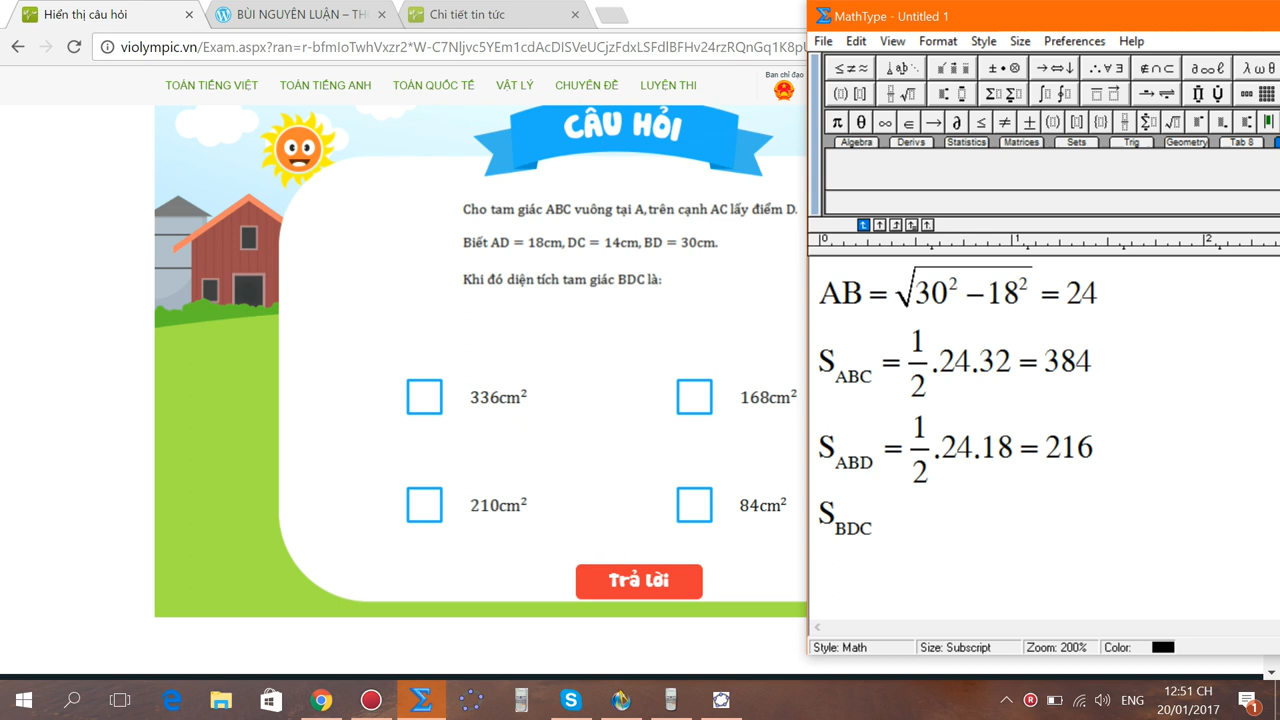 Hiển thị câu hỏi
BÙI NGUYÊN LUẬN – TH
Chi tiết tin tức
violympic.vn/Exam.aspx?ran=r-bfmIoTwhVxzr2*W-C7Nljvc5YEm1cdAcDISVeUCjzFdxLSFdlBFHv24rzRQnGq1K8pU
TOÁN TIẾNG VIỆT
TOÁN TIẾNG ANH
TOÁN QUỐC TẾ
VẬT LÝ
CHUYÊN ĐỀ
LUYỆN THI
Ban chỉ đạo
CÂU HỎI
Cho tam giác ABC vuông tại A, trên cạnh AC lấy điểm D.
Biết AD = 18cm, DC = 14cm, BD = 30cm.
Khi đó diện tích tam giác BDC là:
336cm²
168cm²
210cm²
84cm²
Trả lời
MathType - Untitled 1
File Edit View Format Style Size Preferences Help
Algebra Derivs Statistics Matrices Sets Trig Geometry Tab 8
0 1 2
AB = √30² − 18² = 24
S_ABC = 1/2 .24.32 = 384
S_ABD = 1/2 .24.18 = 216
S_BDC
Style: Math Size: Subscript Zoom: 200% Color:
ENG
12:51 CH
20/01/2017
1